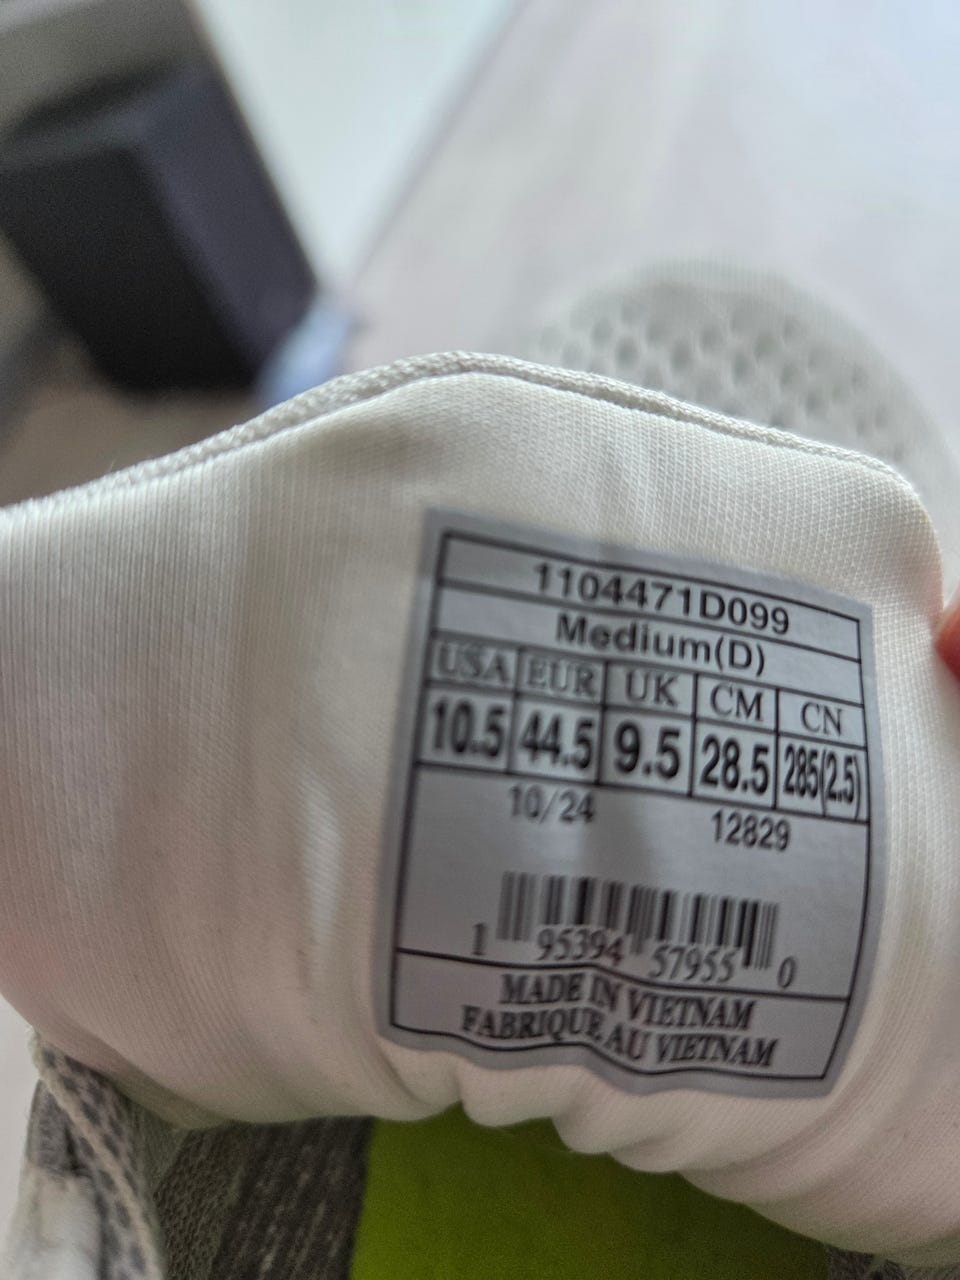 1104471D099
Medium(D)
USA EUR UK CM CN
10.5 44.5 9.5 28.5 285(2.5)
10/24 12829
1 95394 57955 0
MADE IN VIETNAM
FABRIQUE AU VIETNAM